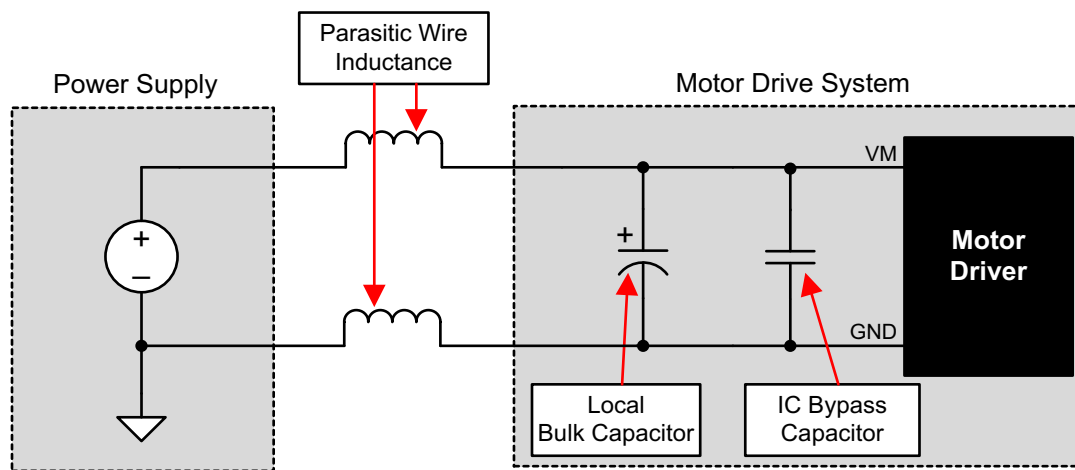 Parasitic Wire
Inductance
Power Supply
Motor Drive System
VM
+
−
+
Motor
Driver
GND
Local
Bulk Capacitor
IC Bypass
Capacitor